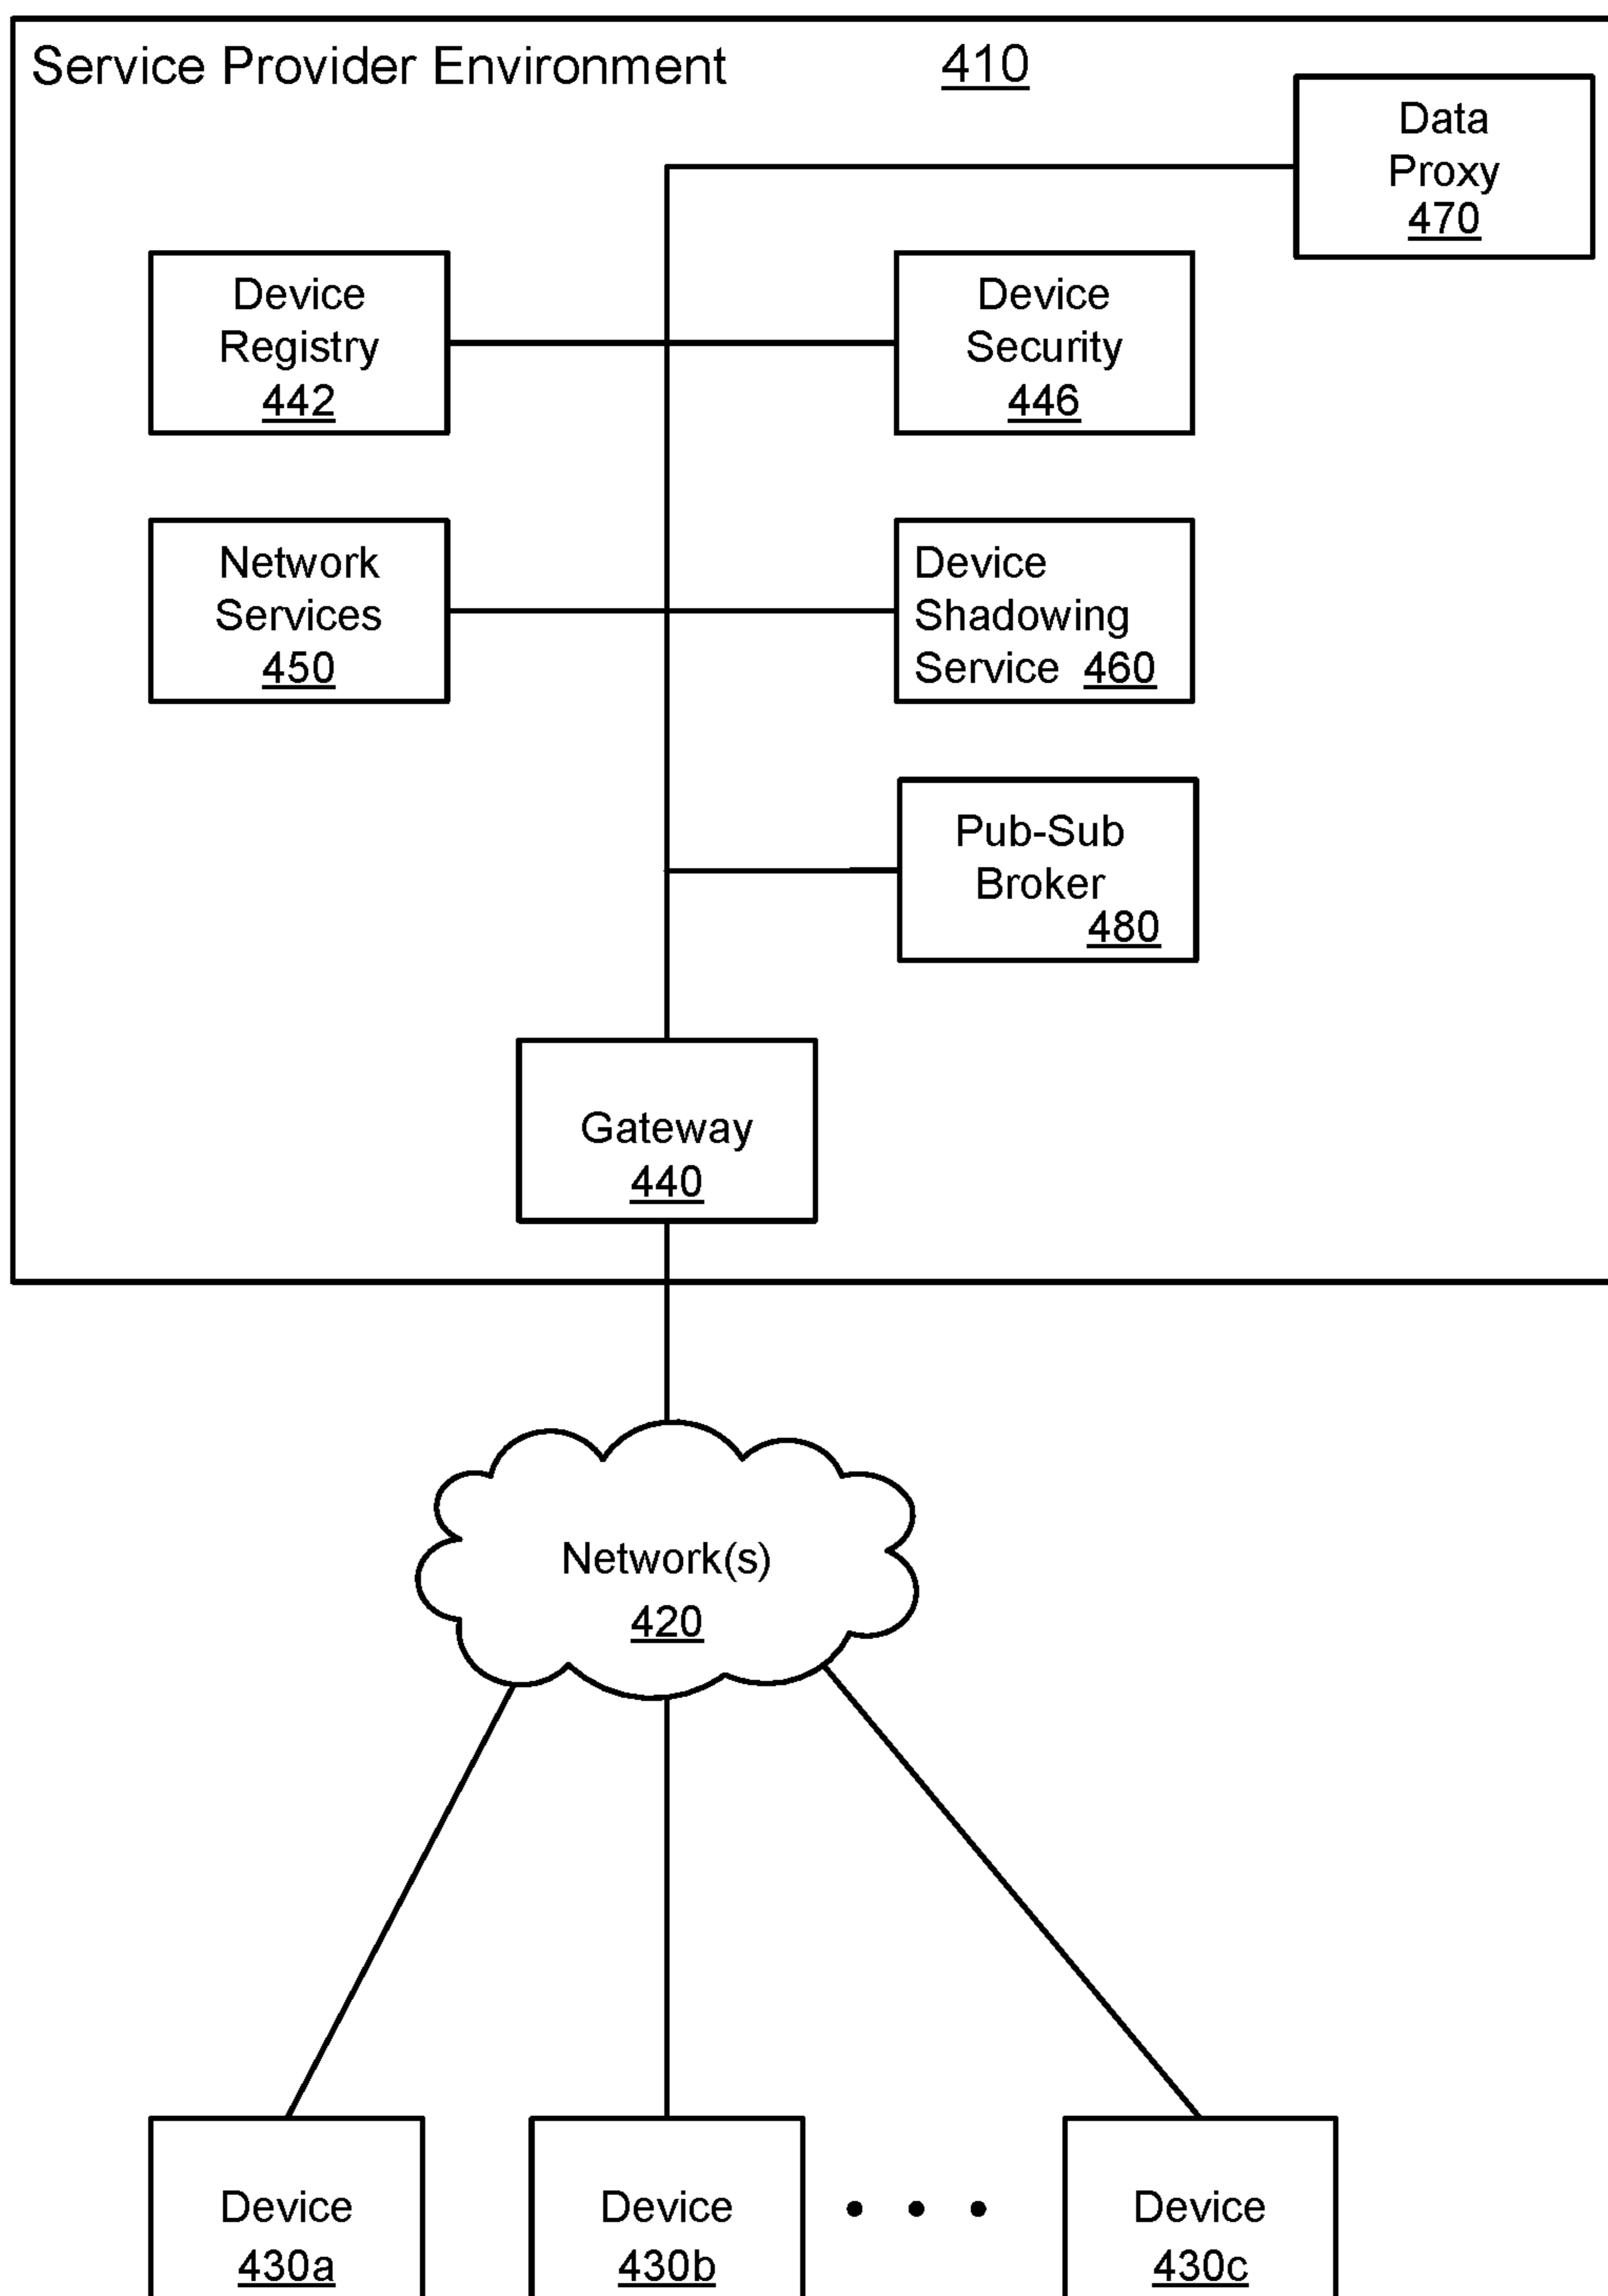 Service Provider Environment 410
Data
Proxy
470
Device
Registry
442
Device
Security
446
Network
Services
450
Device
Shadowing
Service 460
Pub-Sub
Broker
480
Gateway
440
Network(s)
420
Device
430a
Device
430b
. . .
Device
430c